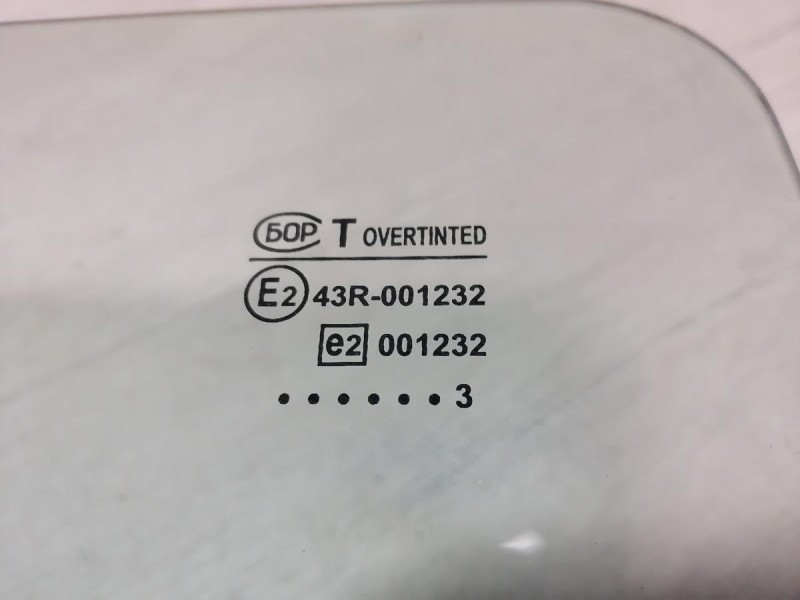 БОР T OVERTINTED
E2 43R-001232
e2 001232
• • • • • • 3